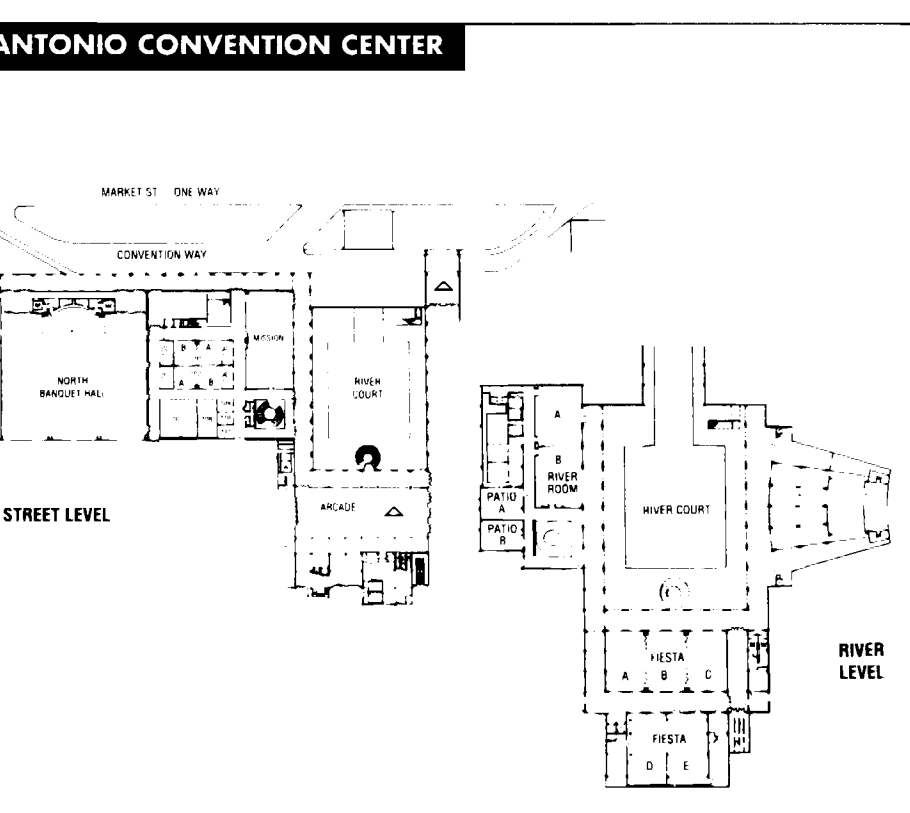 ANTONIO CONVENTION CENTER
MARKET ST ONE WAY
CONVENTION WAY
MISSION
B A
A B
NORTH
BANQUET HALL
RIVER
COURT
ARCADE
STREET LEVEL
A
B
RIVER
ROOM
PATIO
A
PATIO
B
RIVER COURT
FIESTA
A B C
FIESTA
D E
RIVER
LEVEL